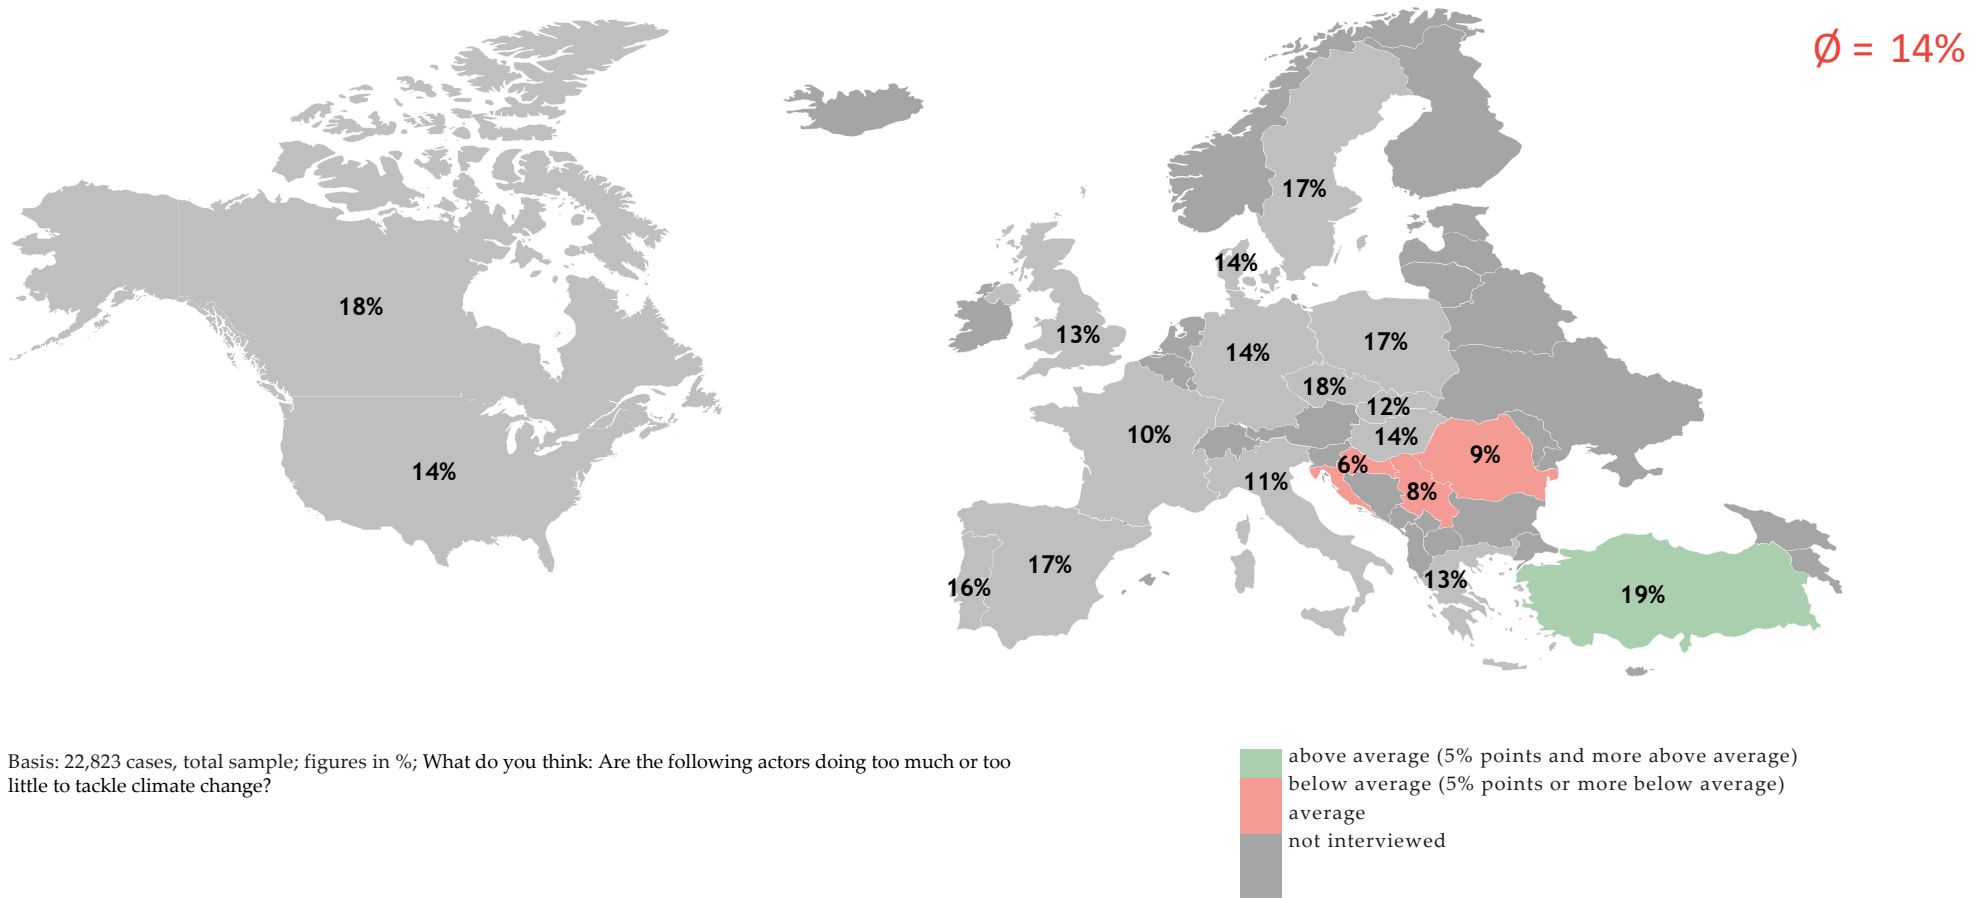 Ø = 14%
17%
14%
18%
13%
17%
14%
18%
12%
14%
10%
9%
6%
14%
11%
8%
17%
13%
16%
19%
Basis: 22,823 cases, total sample; figures in %; What do you think: Are the following actors doing too much or too
little to tackle climate change?
above average (5% points and more above average)
below average (5% points or more below average)
average
not interviewed